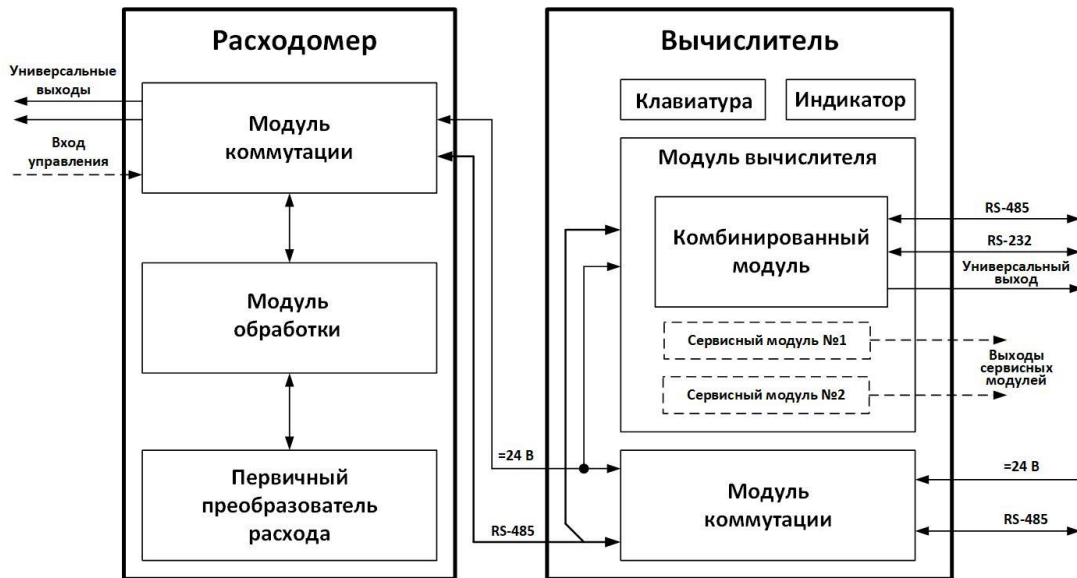 Расходомер
Универсальные
выходы
Вход
управления
Модуль
коммутации
Модуль
обработки
Первичный
преобразователь
расхода
=24 В
RS-485
Вычислитель
Клавиатура
Индикатор
Модуль вычислителя
Комбинированный
модуль
Сервисный модуль №1
Сервисный модуль №2
Модуль
коммутации
RS-485
RS-232
Универсальный
выход
Выходы
сервисных
модулей
=24 В
RS-485